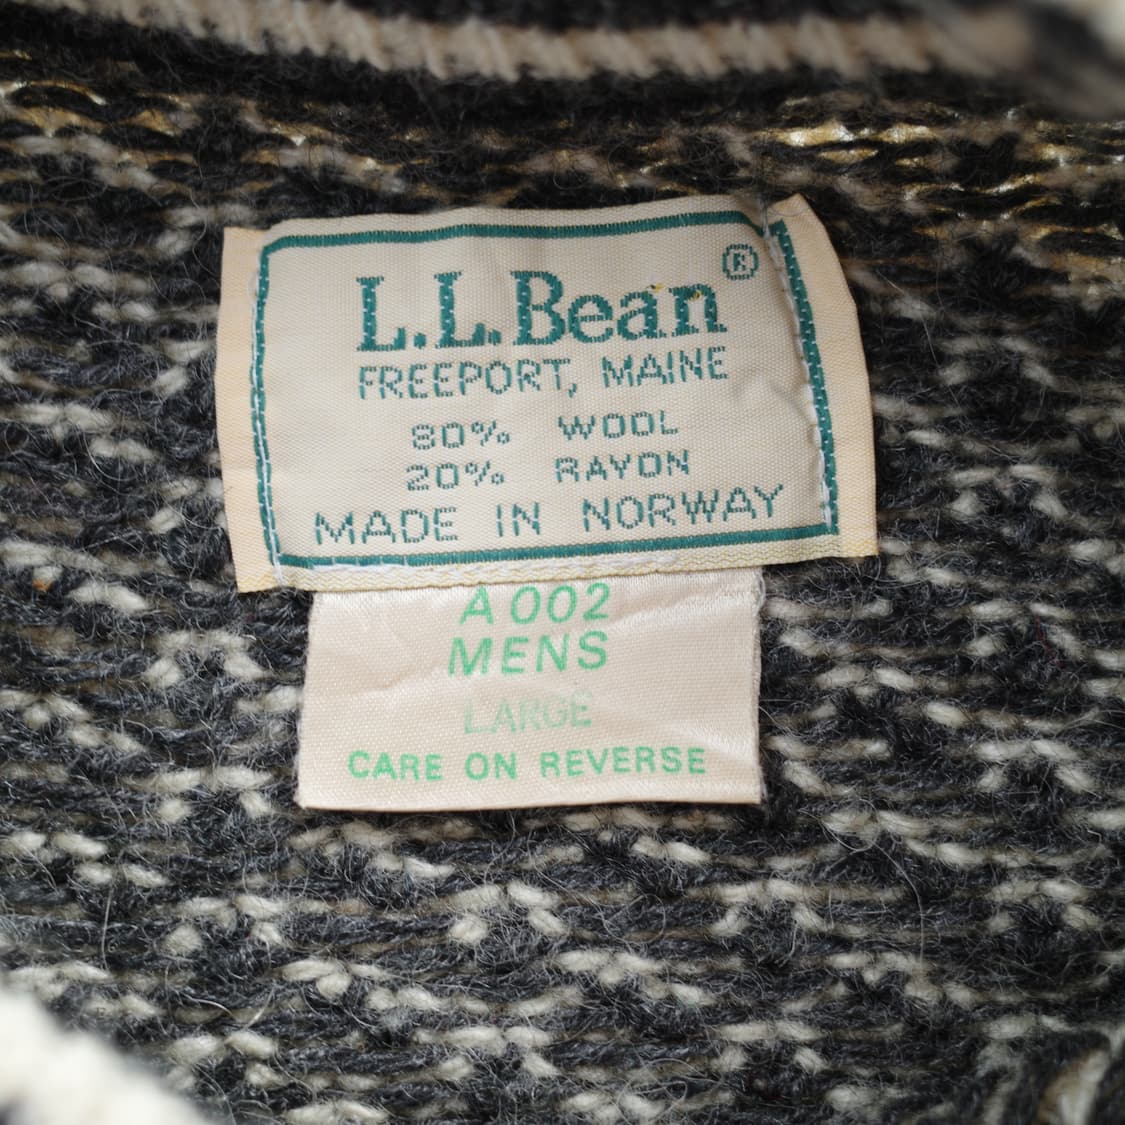 L.L.Bean®
FREEPORT, MAINE
80% WOOL
20% RAYON
MADE IN NORWAY
A 002
MENS
LARGE
CARE ON REVERSE